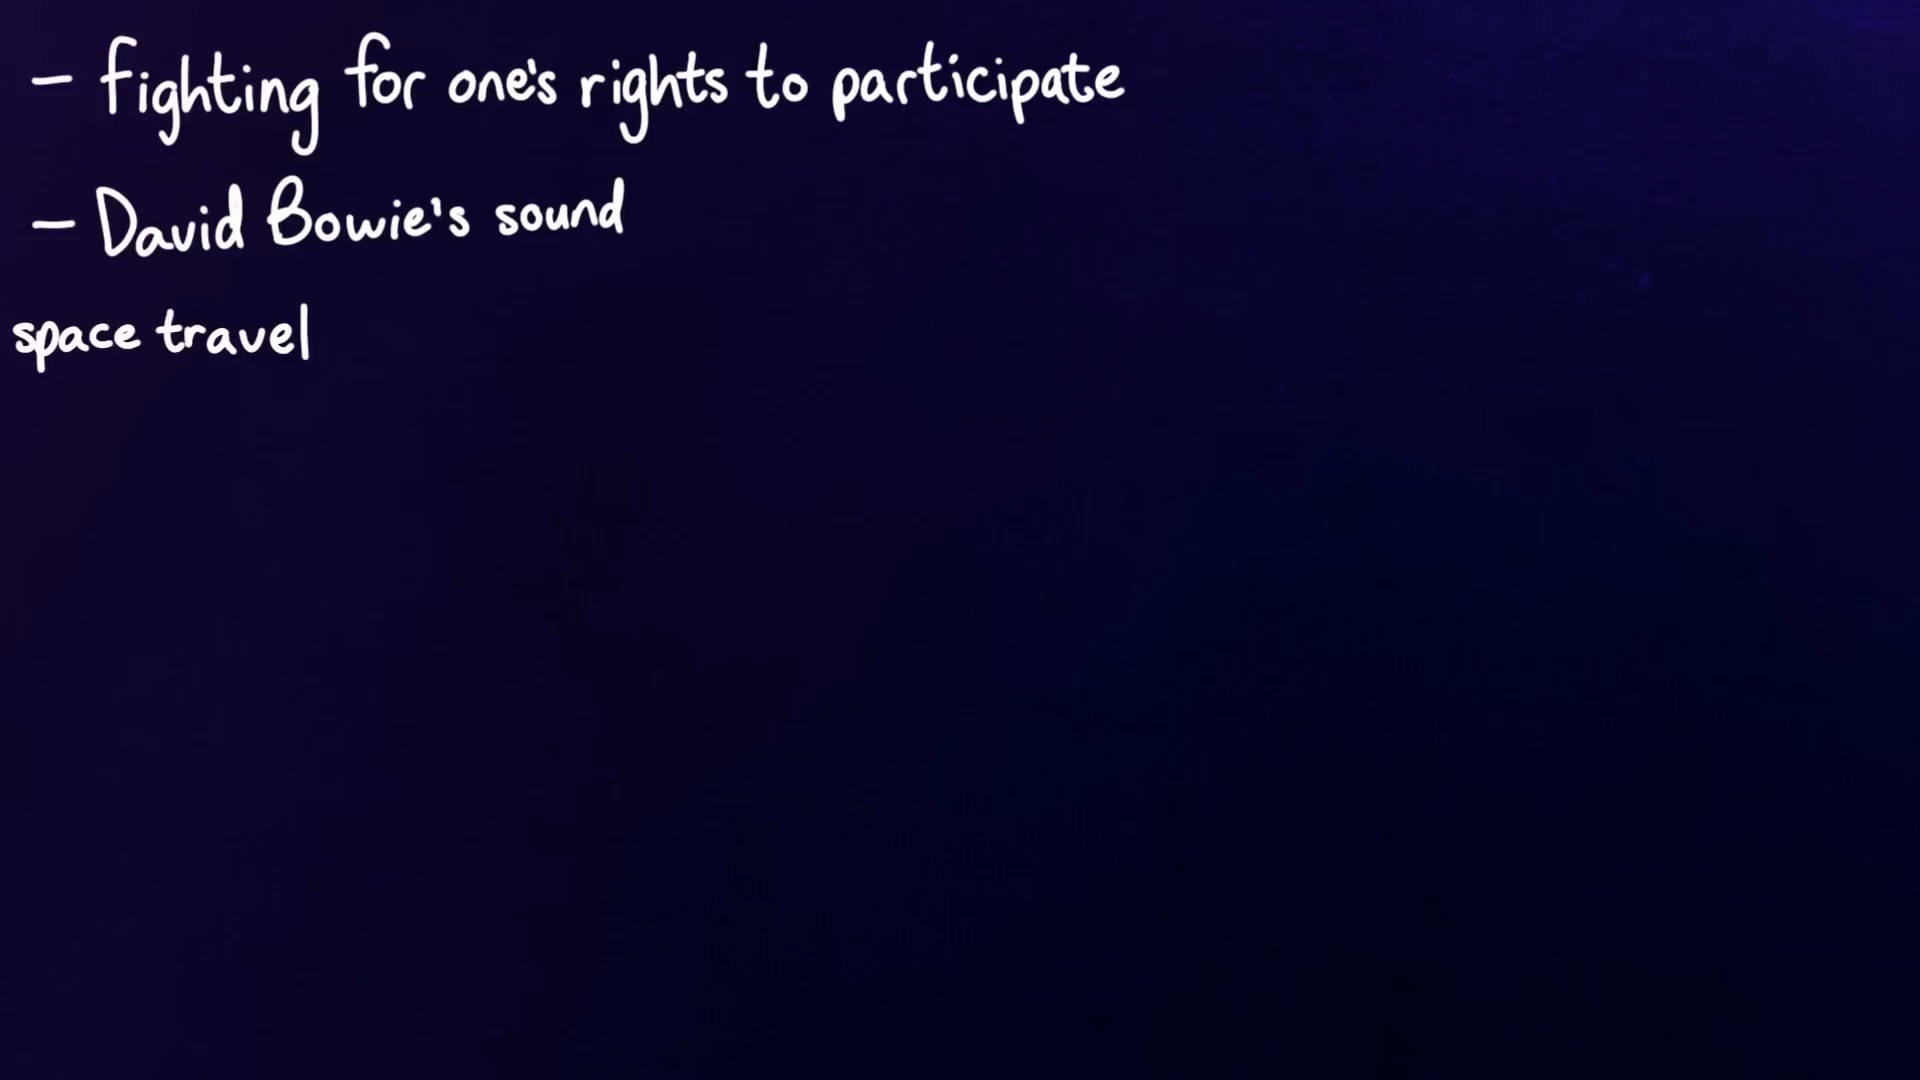 - fighting for one's rights to participate
- David Bowie's sound
space travel